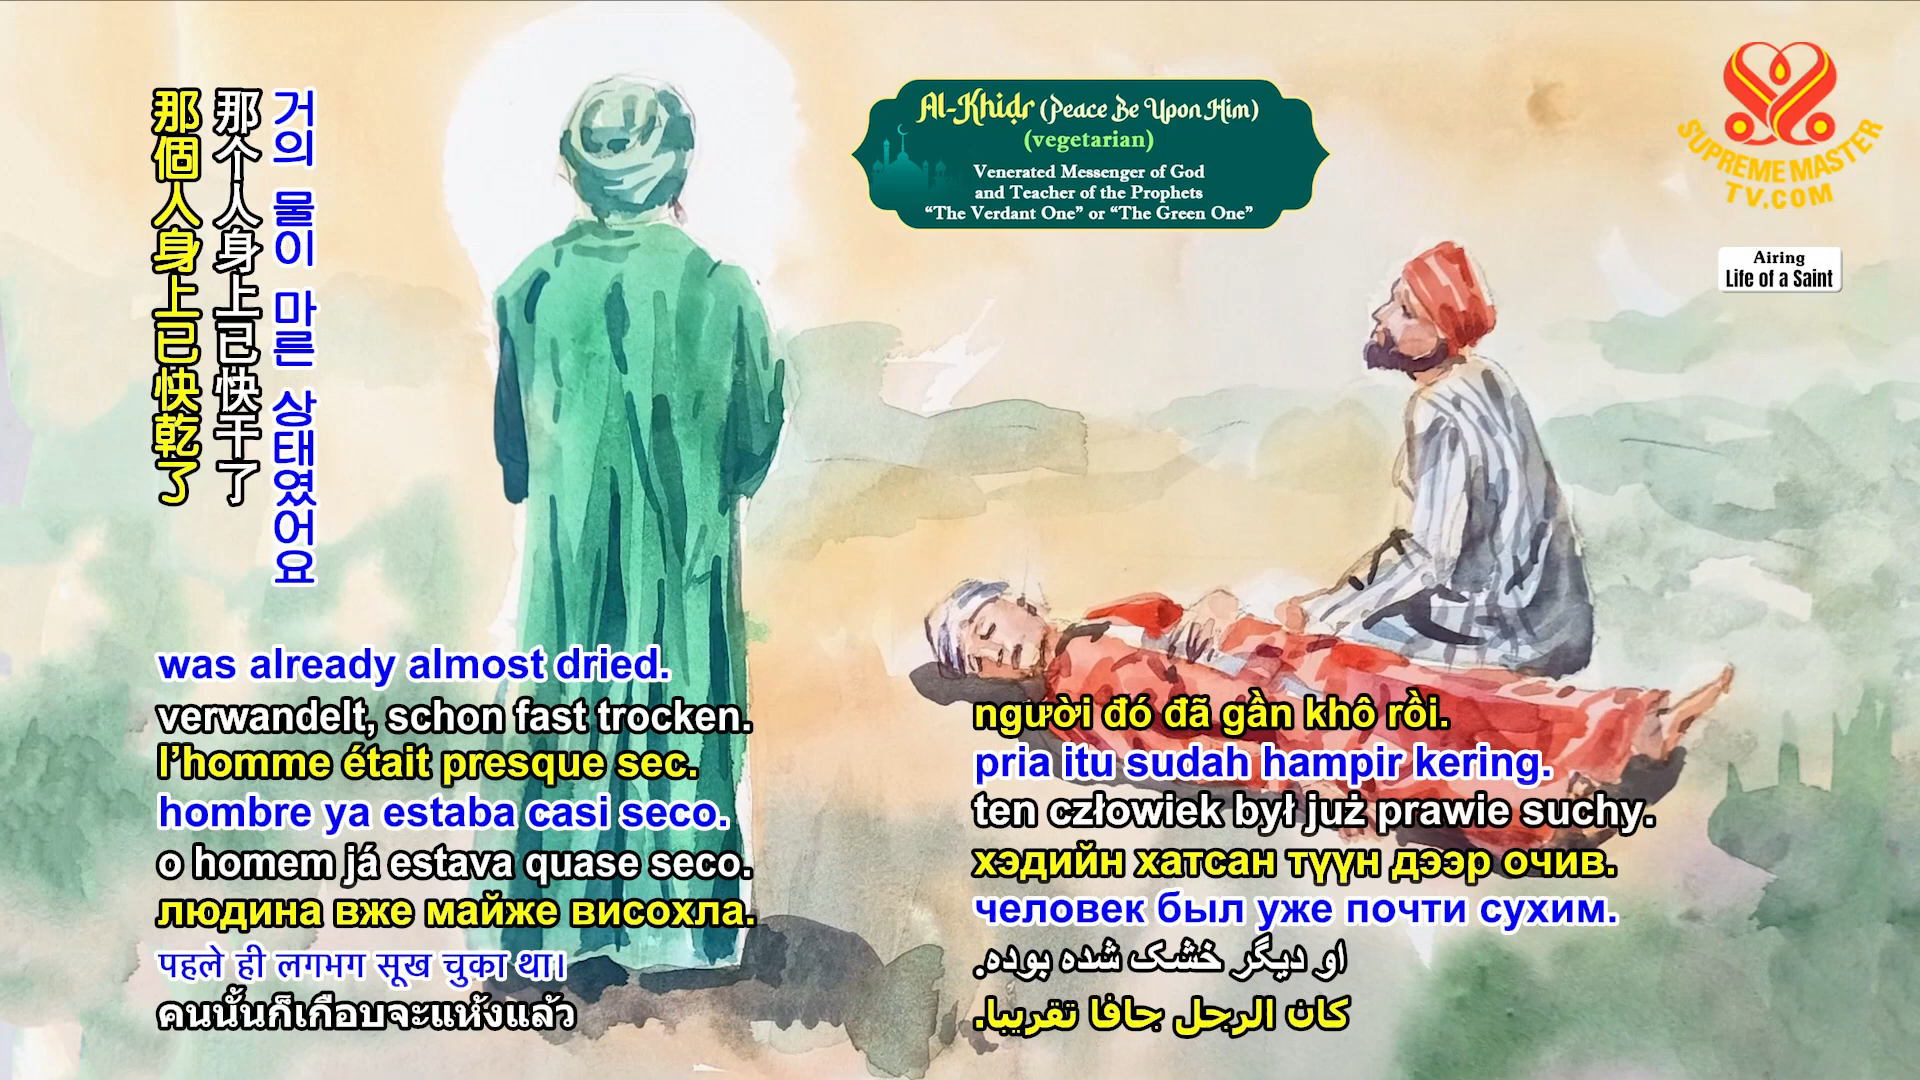 那個人身上已快乾了
那个人身上已快干了
거의 물이 마른 상태였어요
Al-Khiḍr (Peace Be Upon Him)
(vegetarian)
Venerated Messenger of God
and Teacher of the Prophets
“The Verdant One” or “The Green One”
SUPREME MASTER
TV.COM
Airing
Life of a Saint
was already almost dried.
verwandelt, schon fast trocken.
l’homme était presque sec.
hombre ya estaba casi seco.
o homem já estava quase seco.
людина вже майже висохла.
पहले ही लगभग सूख चुका था।
คนนั้นก็เกือบจะแห้งแล้ว
người đó đã gần khô rồi.
pria itu sudah hampir kering.
ten człowiek był już prawie suchy.
хэдийн хатсан түүн дээр очив.
человек был уже почти сухим.
او دیگر خشک شده بوده.
كان الرجل جافا تقريبا.